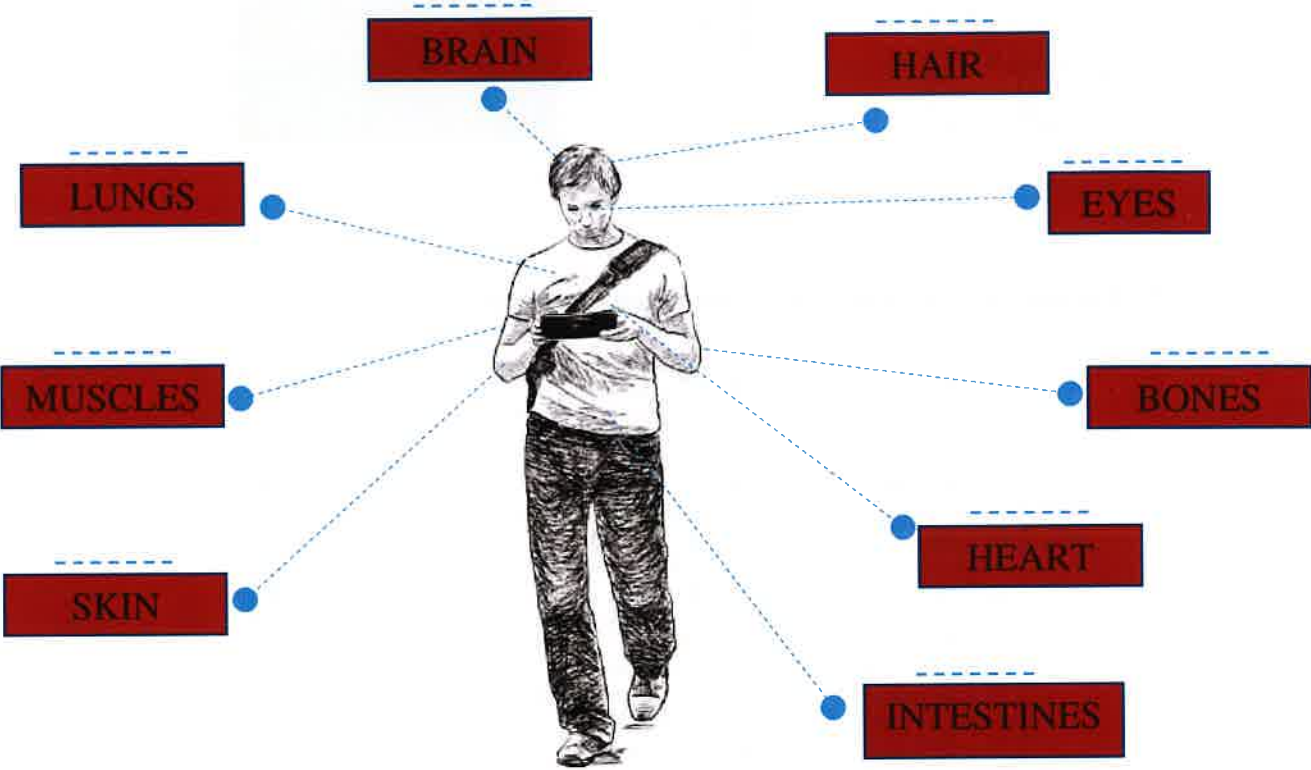 BRAIN
HAIR
LUNGS
EYES
MUSCLES
BONES
HEART
SKIN
INTESTINES